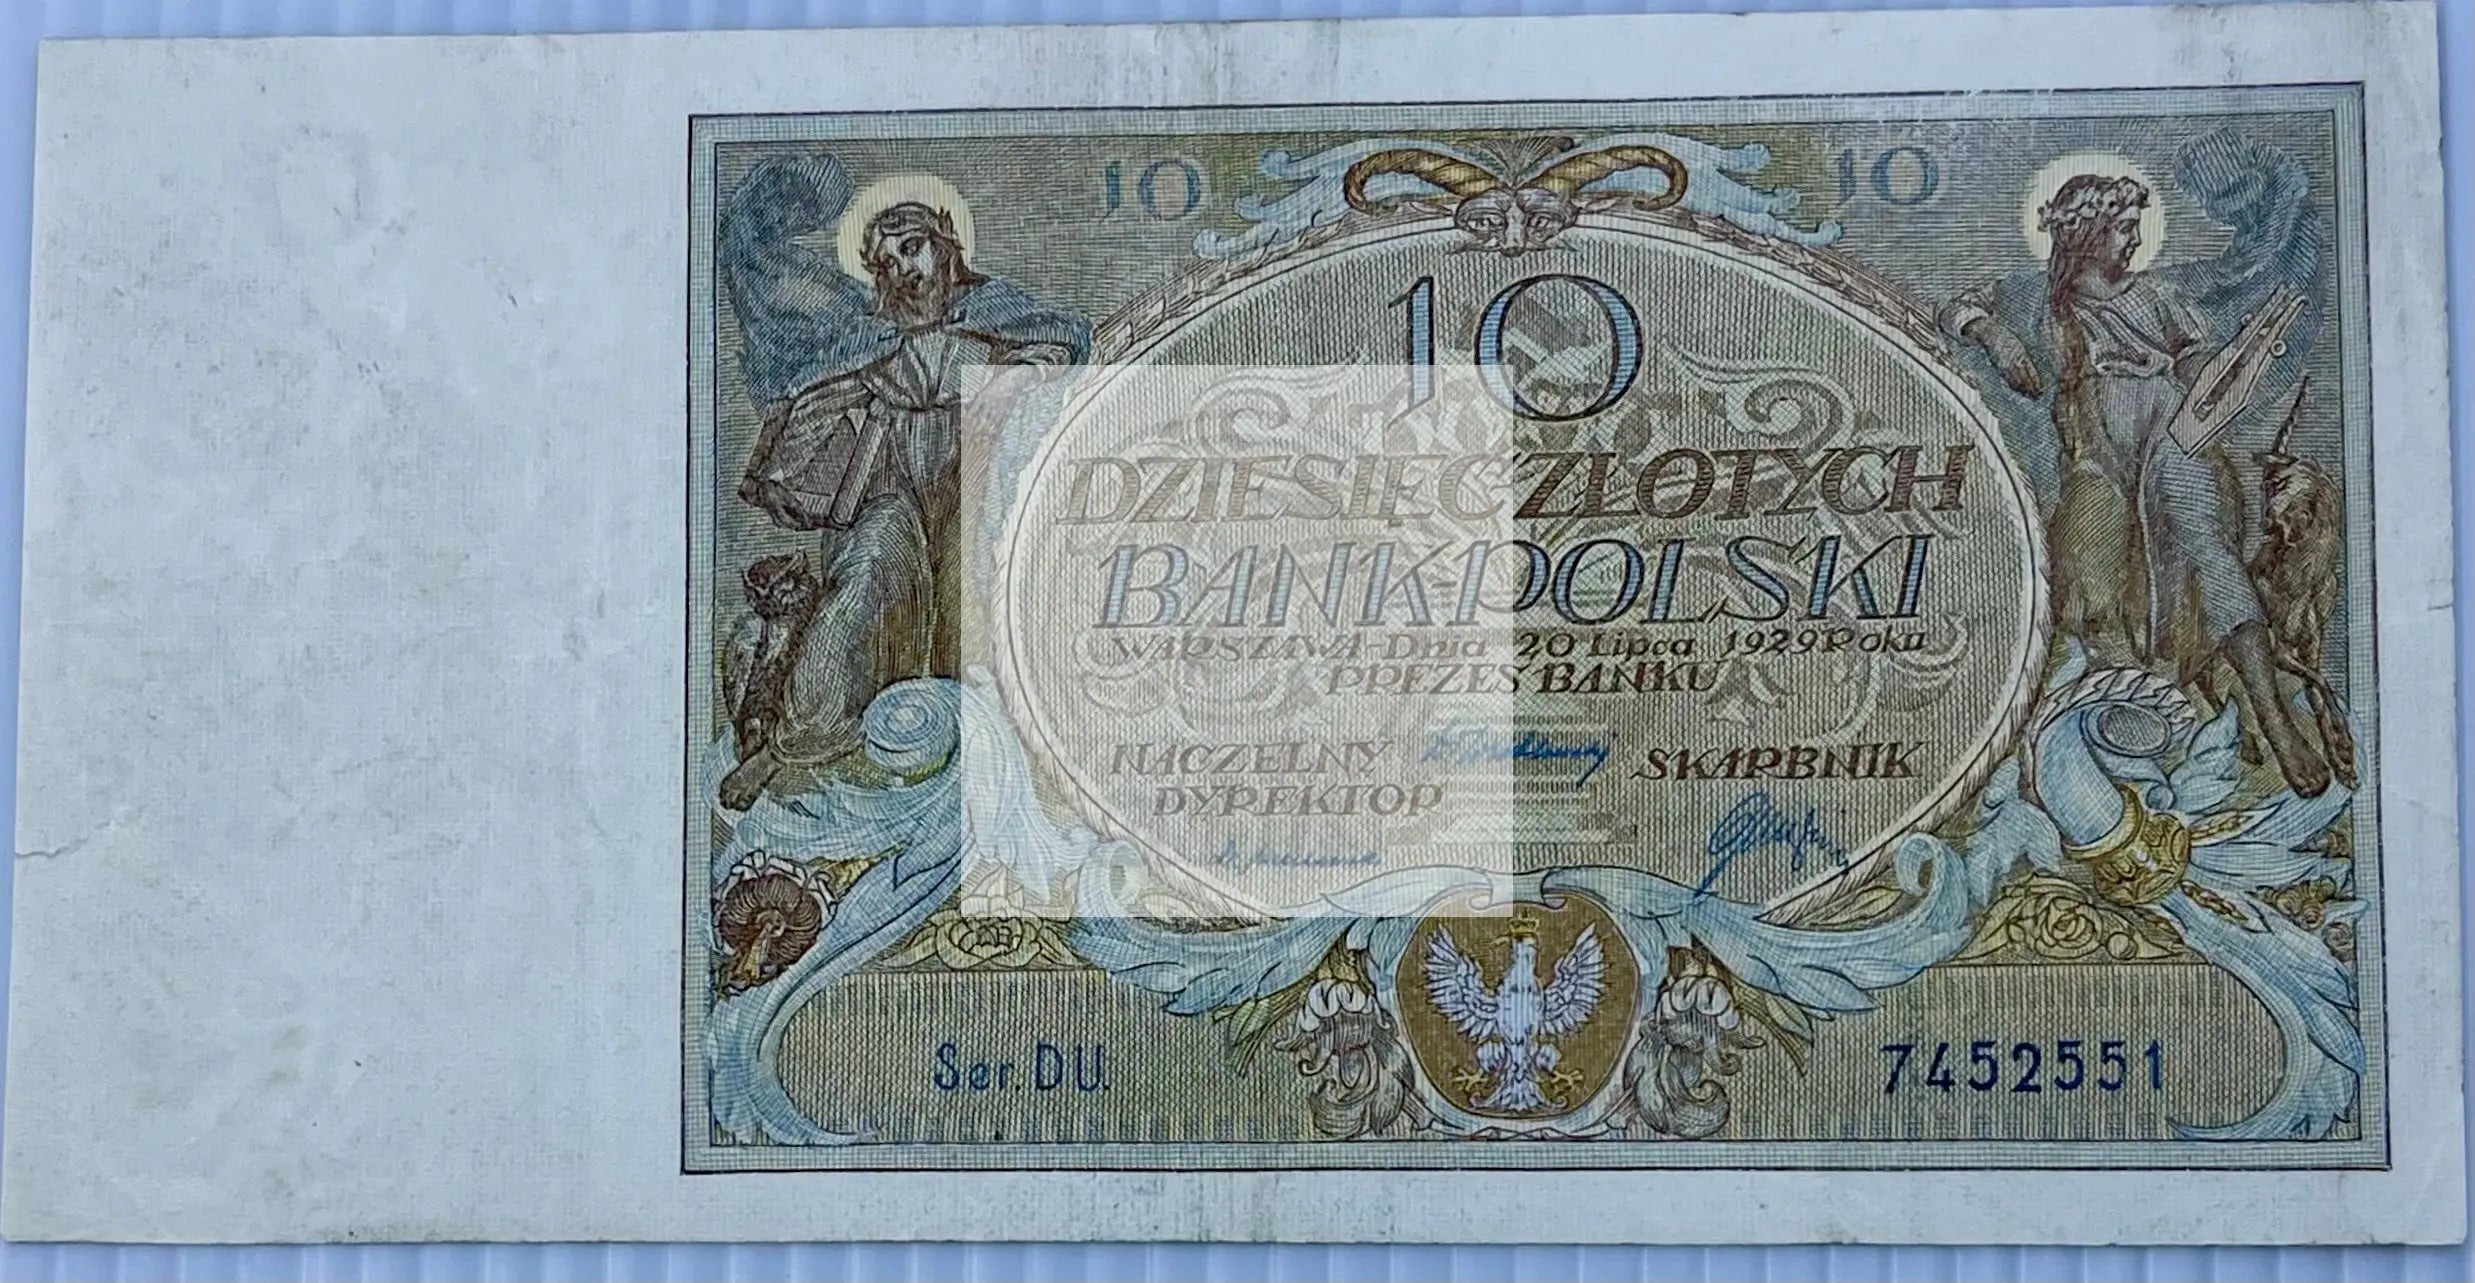 10 10
10
DZIESIĘĆ ZŁOTYCH
BANK-POLSKI
WARSZAWA-Dnia 20 Lipca 1929 Roku
PREZES BANKU
NACZELNY SKARBNIK
DYREKTOR
Ser. DU. 7452551